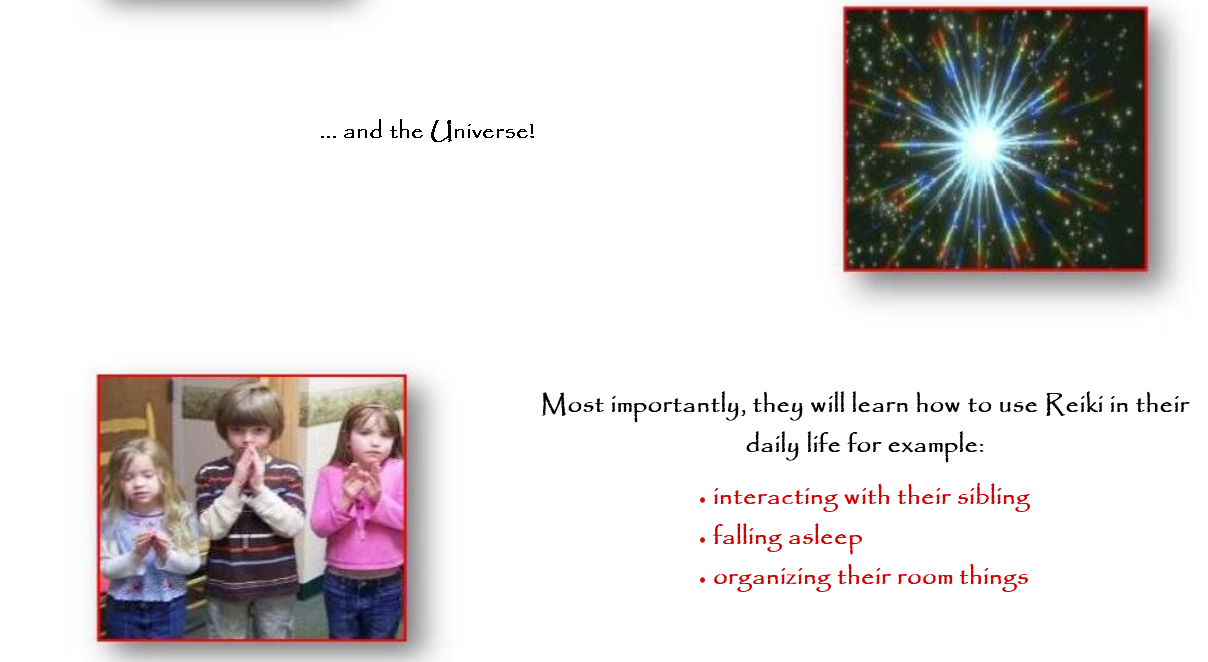 ... and the Universe!
Most importantly, they will learn how to use Reiki in their
daily life for example:
• interacting with their sibling
• falling asleep
• organizing their room things